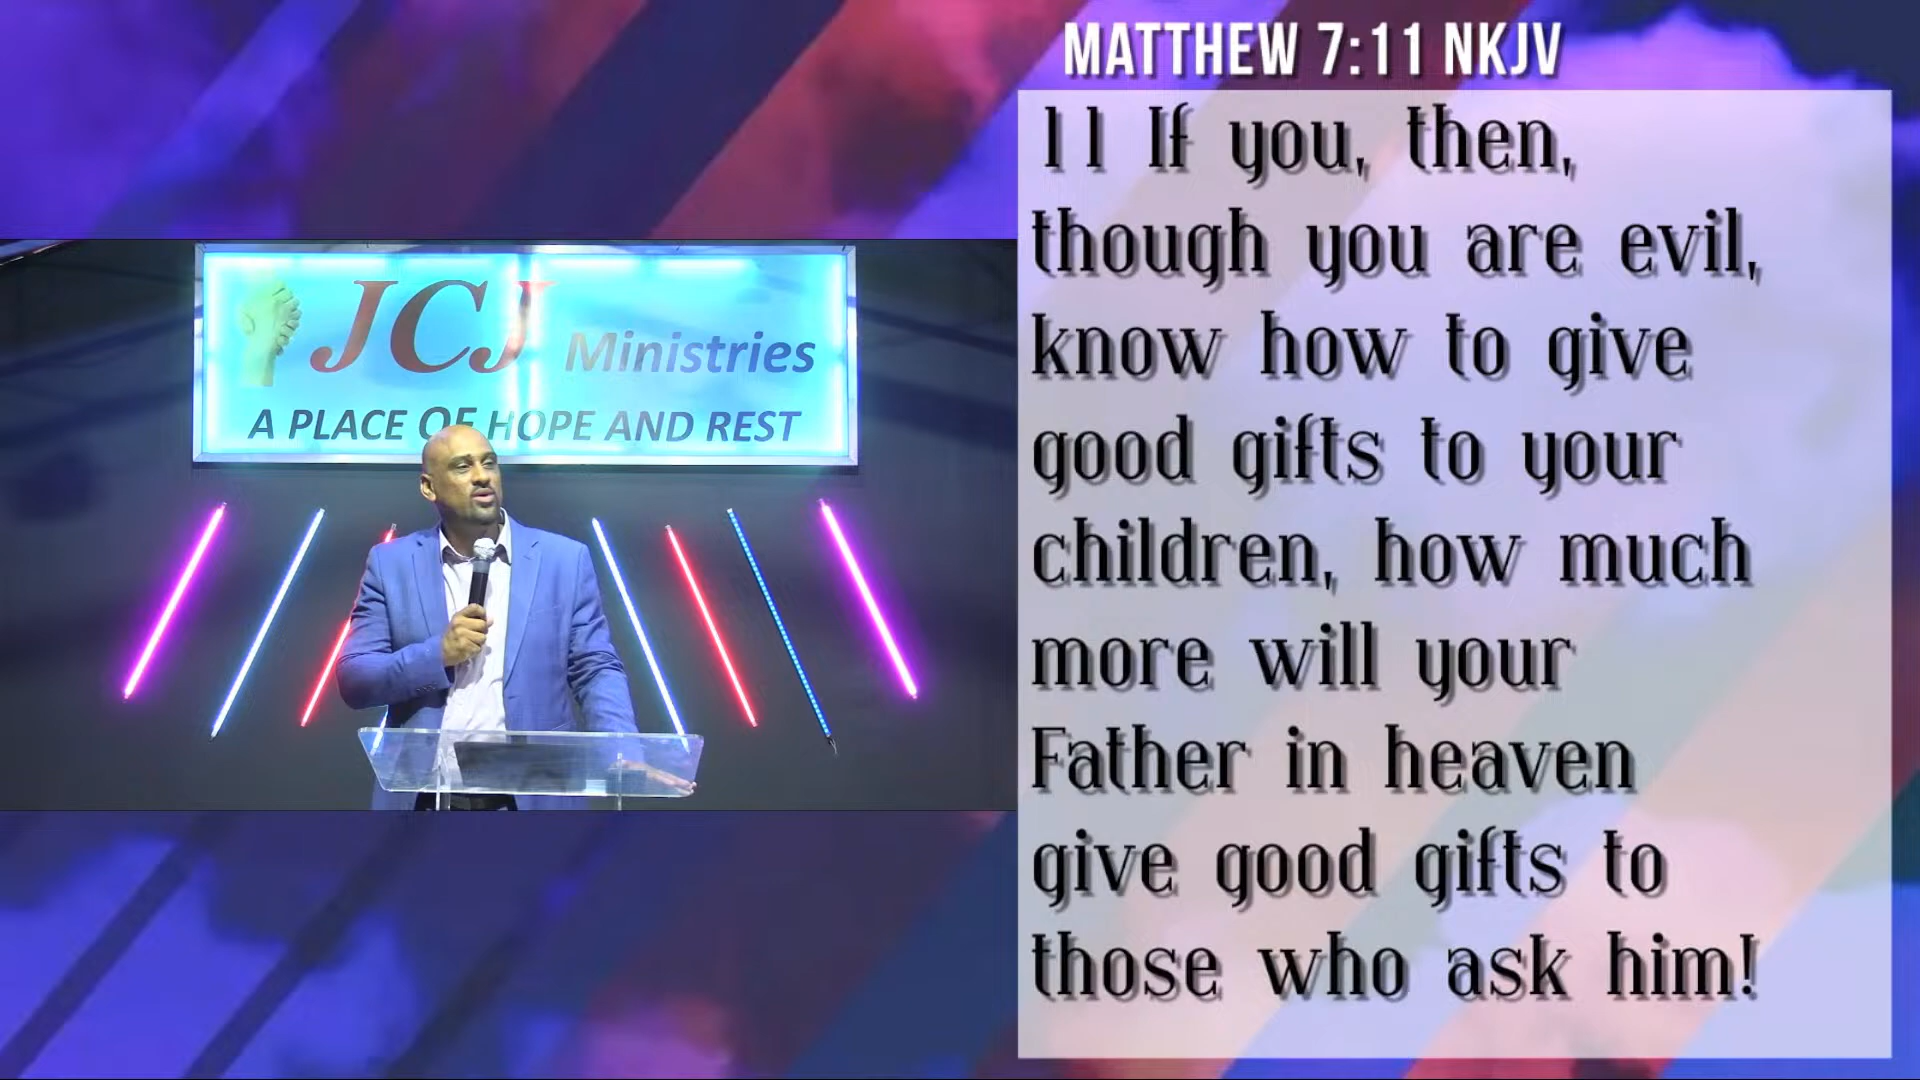 MATTHEW 7:11 NKJV
11 If you, then,
though you are evil,
know how to give
good gifts to your
children, how much
more will your
Father in heaven
give good gifts to
those who ask him!
JCJ Ministries
A PLACE OF HOPE AND REST